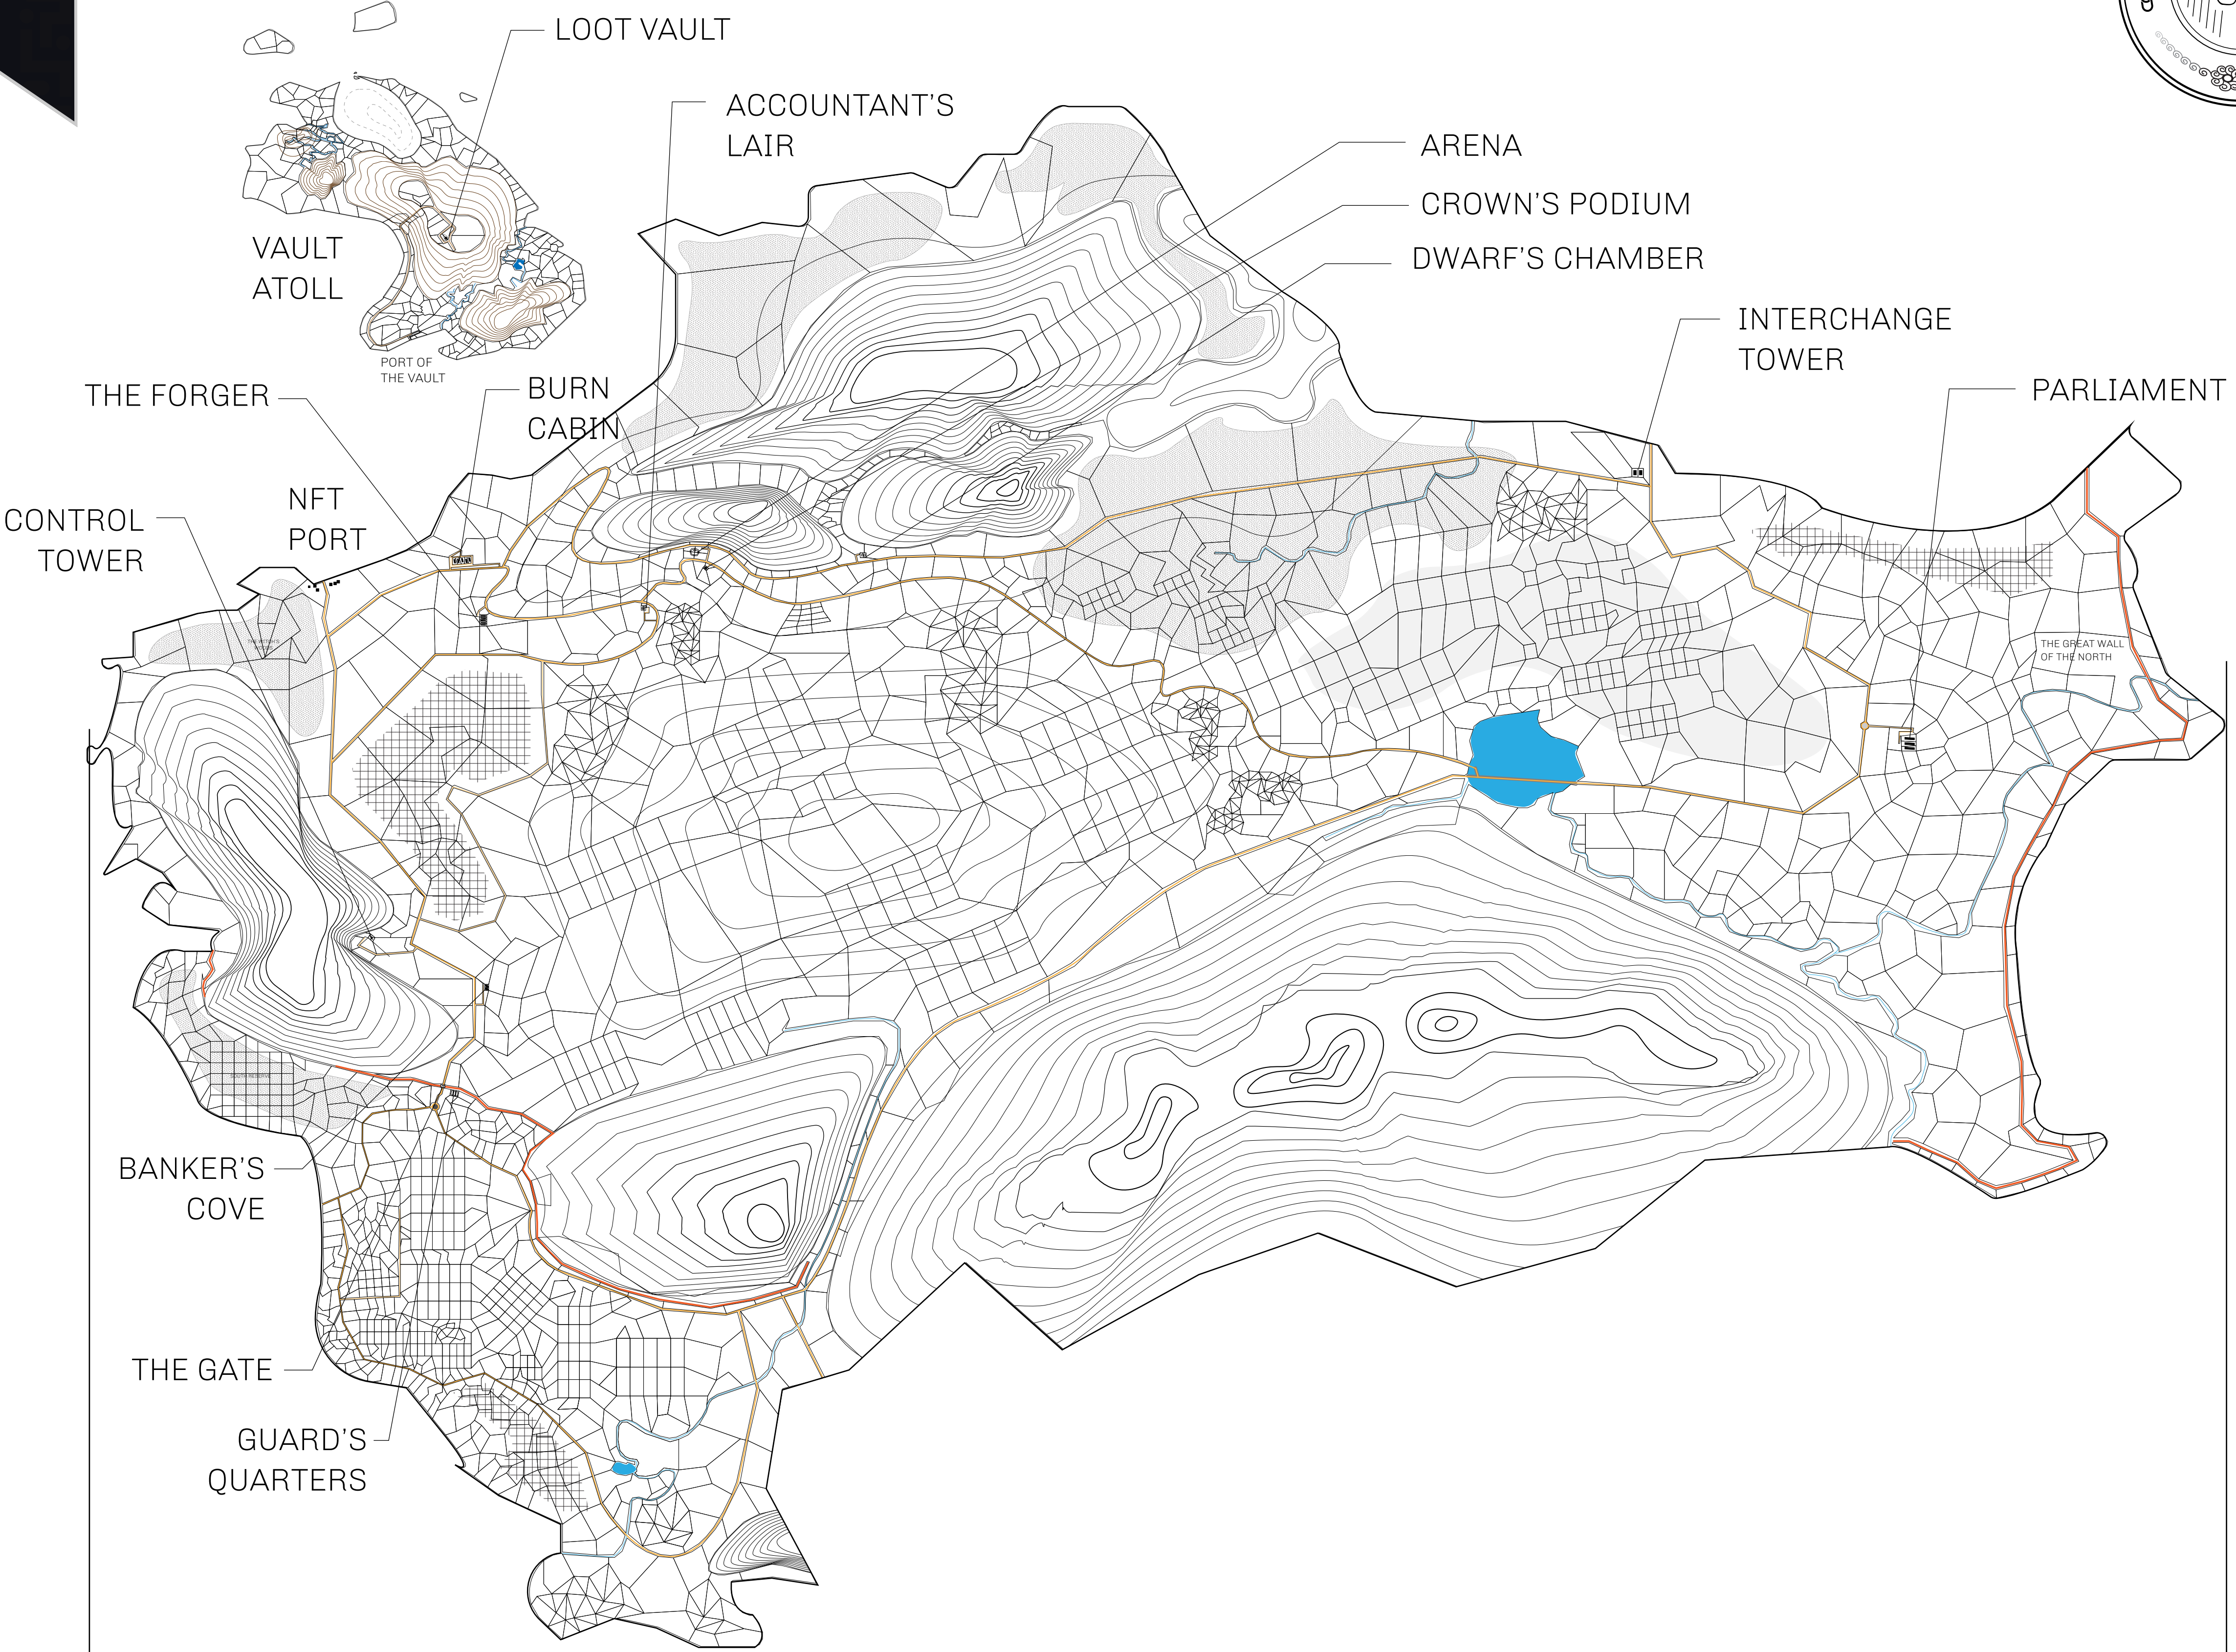 LOOT VAULT
ACCOUNTANT'S
LAIR
ARENA
CROWN'S PODIUM
DWARF'S CHAMBER
VAULT
ATOLL
INTERCHANGE
TOWER
PORT OF
THE VAULT
PARLIAMENT
THE FORGER
BURN
CABIN
NFT
PORT
CONTROL
TOWER
THE GREAT WALL
OF THE NORTH
SOUTH RESERVE
BANKER'S
COVE
THE GATE
GUARD'S
QUARTERS